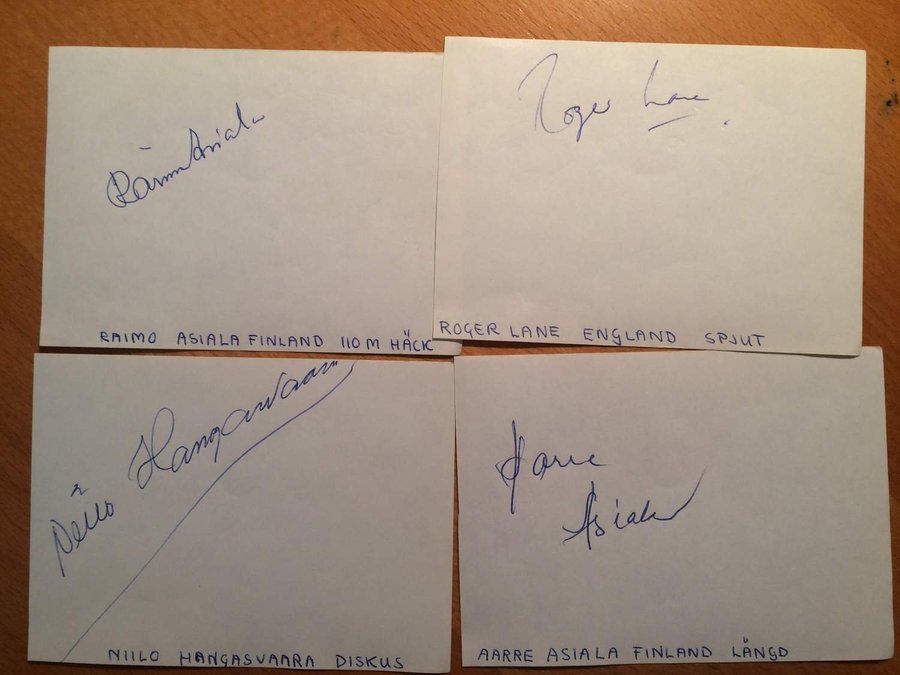 Raimo Asiala
RAIMO ASIALA FINLAND 110 M HÄCK
Roger Lane
ROGER LANE ENGLAND SPJUT
Niilo Hangasvaara
NIILO HANGASVAARA DISKUS
Aarre
Asiala
AARRE ASIALA FINLAND LÄNGD